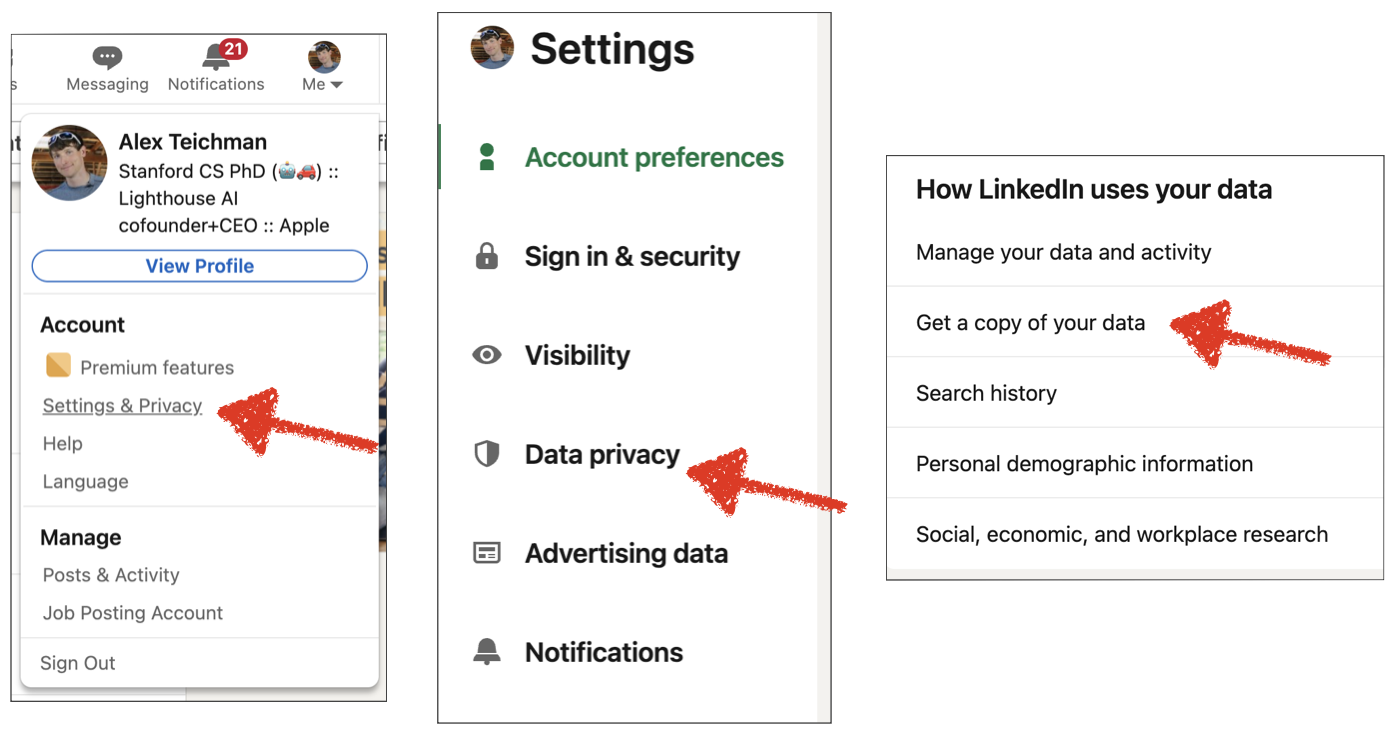 s Messaging Notifications 21 Me
Alex Teichman
Stanford CS PhD (🤖🚗) ::
Lighthouse AI
cofounder+CEO :: Apple
View Profile
Account
Premium features
Settings & Privacy
Help
Language
Manage
Posts & Activity
Job Posting Account
Sign Out
Settings
Account preferences
Sign in & security
Visibility
Data privacy
Advertising data
Notifications
How LinkedIn uses your data
Manage your data and activity
Get a copy of your data
Search history
Personal demographic information
Social, economic, and workplace research